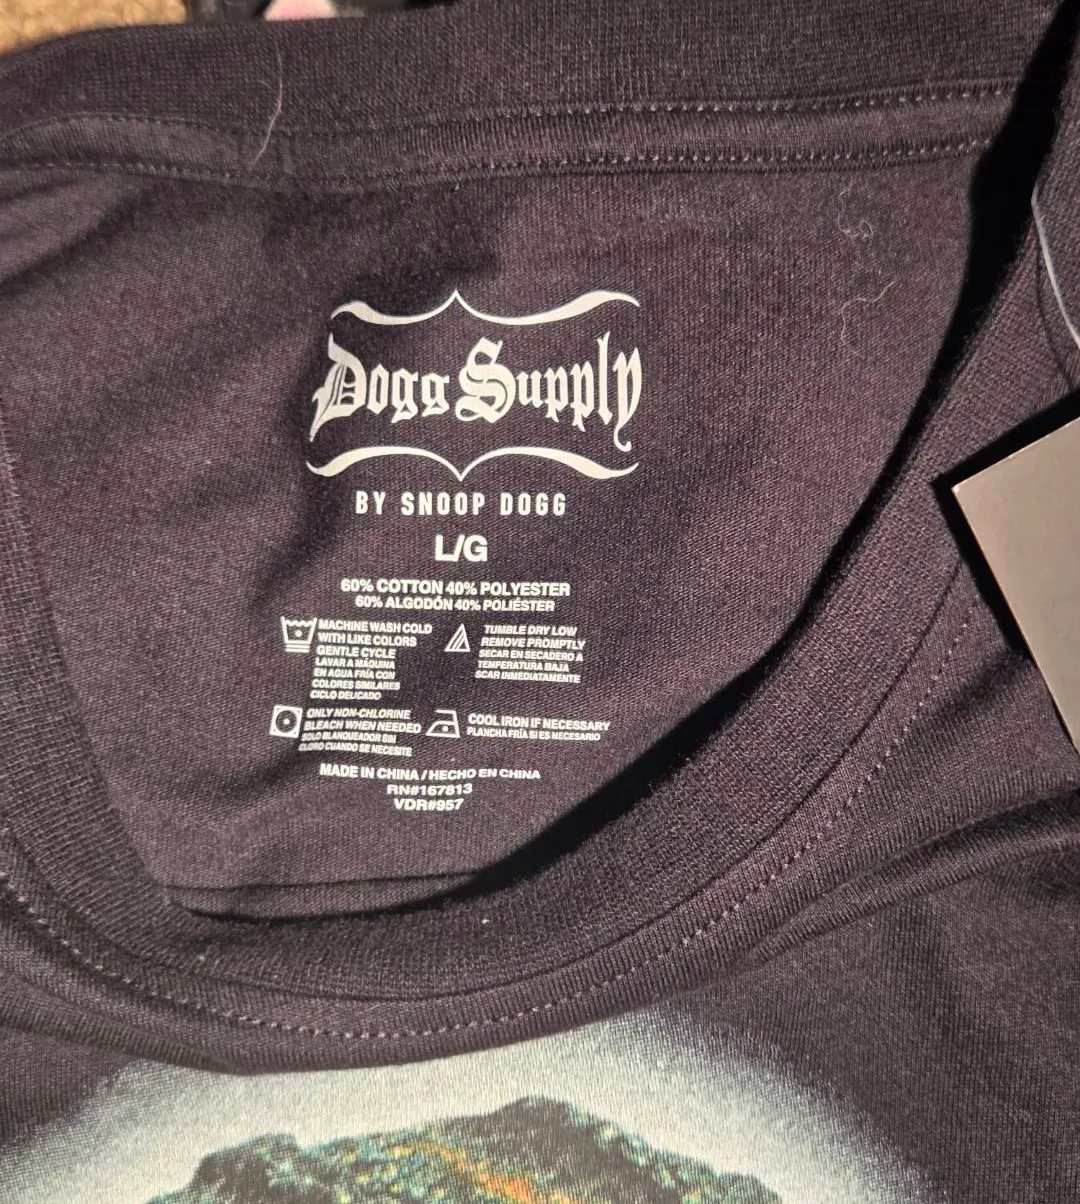 Dogg Supply
BY SNOOP DOGG
L/G
60% COTTON 40% POLYESTER
60% ALGODÓN 40% POLIÉSTER
MACHINE WASH COLD
WITH LIKE COLORS
GENTLE CYCLE
LAVAR A MÁQUINA
EN AGUA FRÍA CON
COLORES SIMILARES
CICLO DELICADO
TUMBLE DRY LOW
REMOVE PROMPTLY
SECAR EN SECADERO A
TEMPERATURA BAJA
SCAR INMEDIATAMENTE
ONLY NON-CHLORINE
BLEACH WHEN NEEDED
SOLO BLANQUEADOR SIN
CLORO CUANDO SE NECESITE
COOL IRON IF NECESSARY
PLANCHA FRÍA SI ES NECESARIO
MADE IN CHINA / HECHO EN CHINA
RN#167813
VDR#957